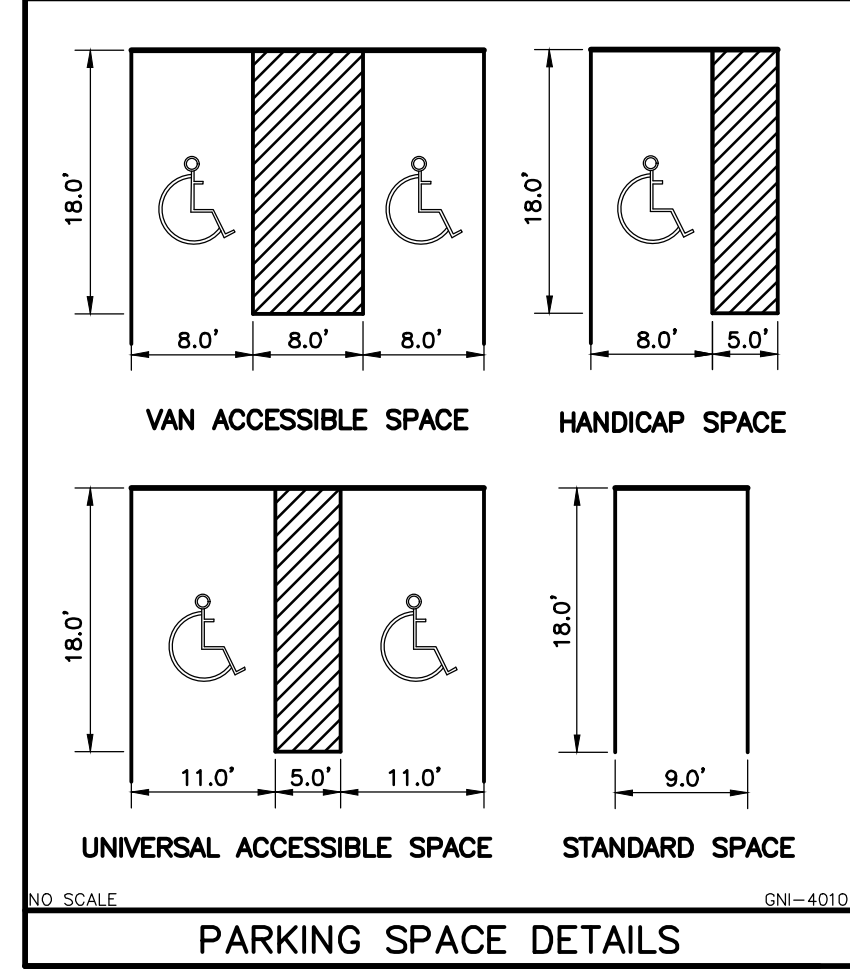 18.0'
8.0' 8.0' 8.0'
VAN ACCESSIBLE SPACE
18.0'
8.0' 5.0'
HANDICAP SPACE
18.0'
11.0' 5.0' 11.0'
UNIVERSAL ACCESSIBLE SPACE
18.0'
9.0'
STANDARD SPACE
NO SCALE
GNI-4010
PARKING SPACE DETAILS